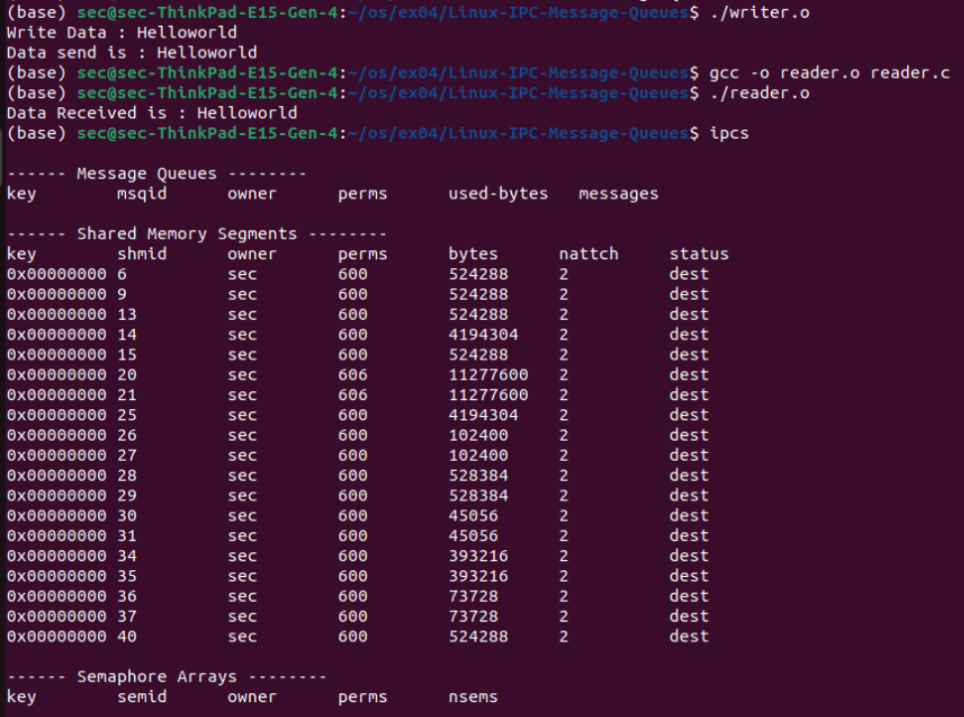 (base) sec@sec-ThinkPad-E15-Gen-4:~/os/ex04/Linux-IPC-Message-Queues$ ./writer.o
Write Data : Helloworld
Data send is : Helloworld
(base) sec@sec-ThinkPad-E15-Gen-4:~/os/ex04/Linux-IPC-Message-Queues$ gcc -o reader.o reader.c
(base) sec@sec-ThinkPad-E15-Gen-4:~/os/ex04/Linux-IPC-Message-Queues$ ./reader.o
Data Received is : Helloworld
(base) sec@sec-ThinkPad-E15-Gen-4:~/os/ex04/Linux-IPC-Message-Queues$ ipcs
------ Message Queues --------
key        msqid      owner      perms      used-bytes   messages
------ Shared Memory Segments --------
key        shmid      owner      perms      bytes      nattch     status
0x00000000 6          sec        600        524288     2          dest
0x00000000 9          sec        600        524288     2          dest
0x00000000 13         sec        600        524288     2          dest
0x00000000 14         sec        600        4194304    2          dest
0x00000000 15         sec        600        524288     2          dest
0x00000000 20         sec        606        11277600   2          dest
0x00000000 21         sec        606        11277600   2          dest
0x00000000 25         sec        600        4194304    2          dest
0x00000000 26         sec        600        102400     2          dest
0x00000000 27         sec        600        102400     2          dest
0x00000000 28         sec        600        528384     2          dest
0x00000000 29         sec        600        528384     2          dest
0x00000000 30         sec        600        45056      2          dest
0x00000000 31         sec        600        45056      2          dest
0x00000000 34         sec        600        393216     2          dest
0x00000000 35         sec        600        393216     2          dest
0x00000000 36         sec        600        73728      2          dest
0x00000000 37         sec        600        73728      2          dest
0x00000000 40         sec        600        524288     2          dest
------ Semaphore Arrays --------
key        semid      owner      perms      nsems